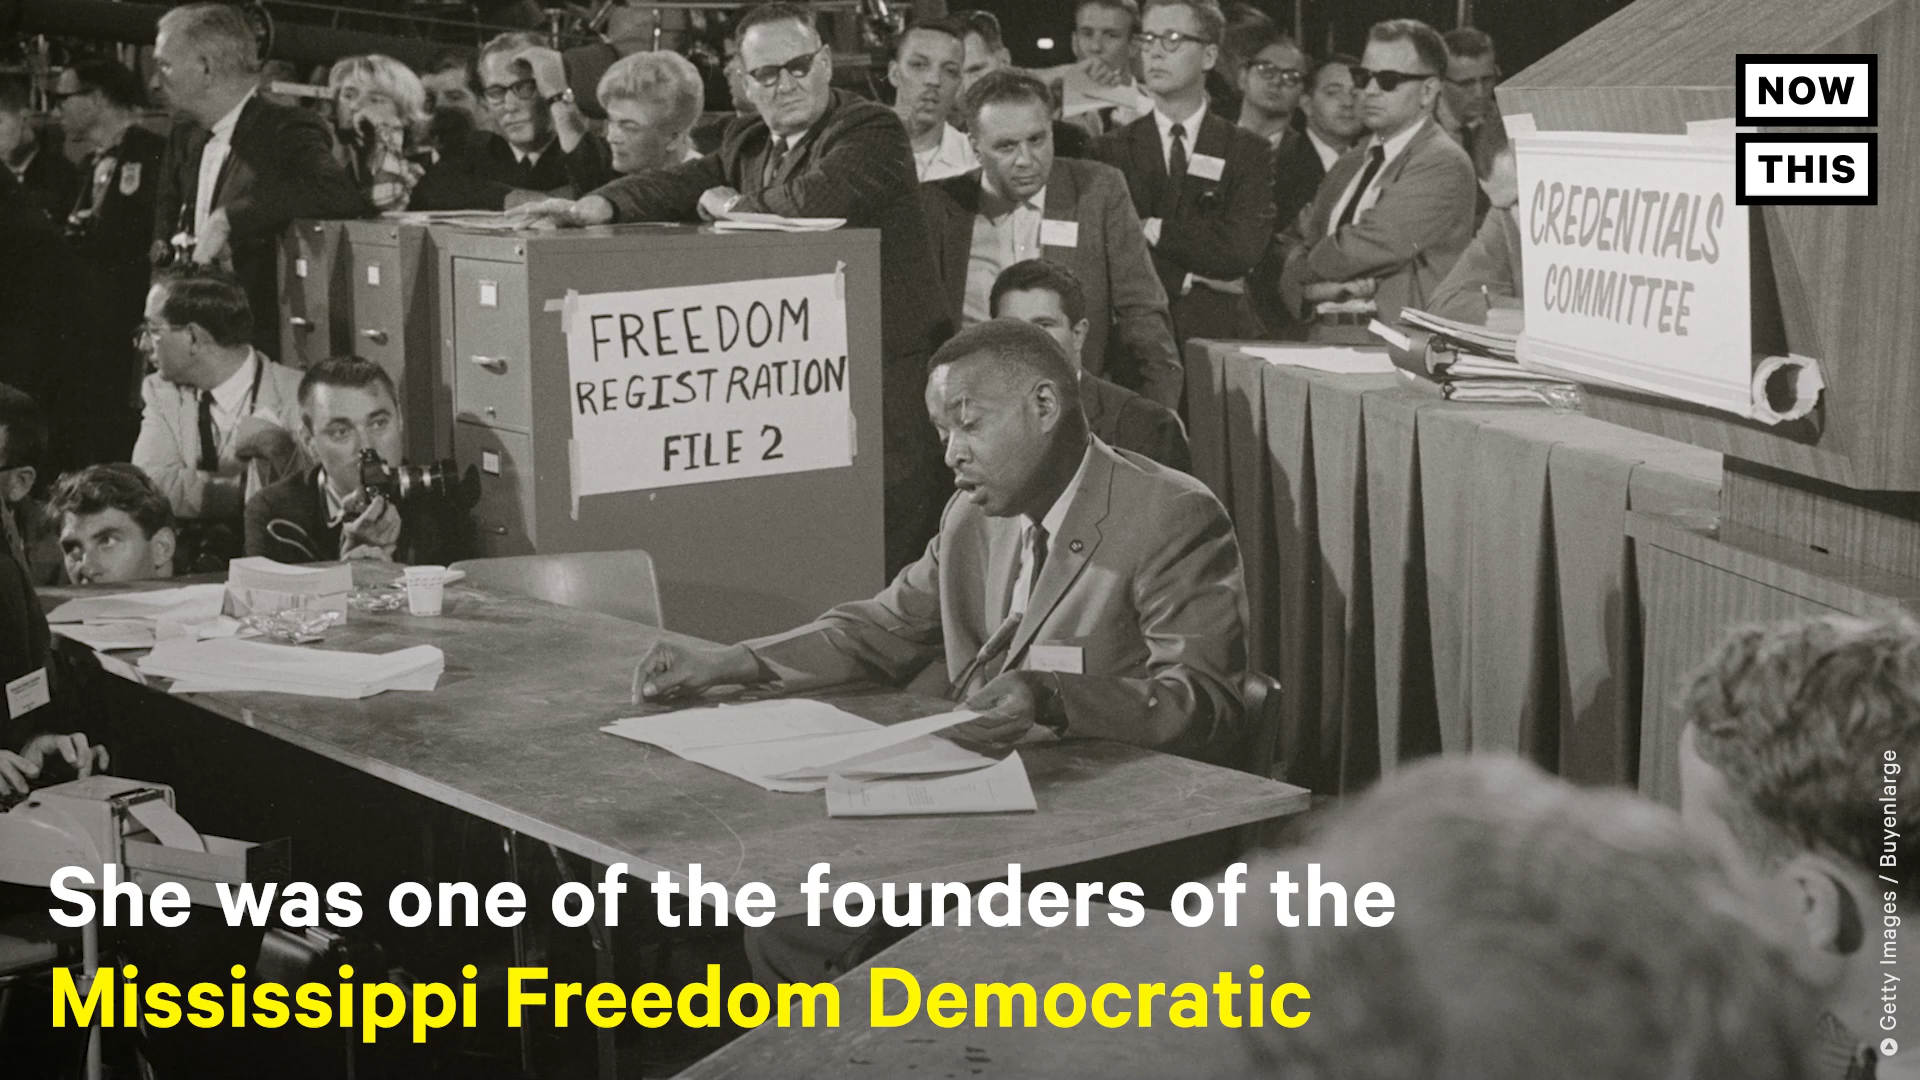 NOW
THIS
CREDENTIALS
COMMITTEE
FREEDOM
REGISTRATION
FILE 2
She was one of the founders of the
Mississippi Freedom Democratic
Getty Images / Buyenlarge